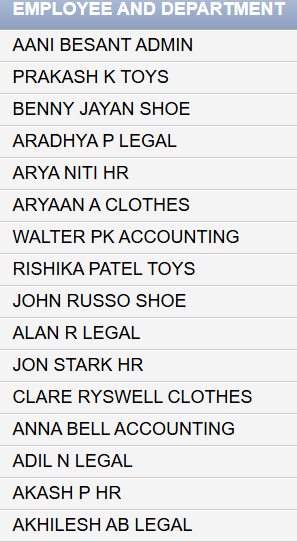 EMPLOYEE AND DEPARTMENT
AANI BESANT ADMIN
PRAKASH K TOYS
BENNY JAYAN SHOE
ARADHYA P LEGAL
ARYA NITI HR
ARYAAN A CLOTHES
WALTER PK ACCOUNTING
RISHIKA PATEL TOYS
JOHN RUSSO SHOE
ALAN R LEGAL
JON STARK HR
CLARE RYSWELL CLOTHES
ANNA BELL ACCOUNTING
ADIL N LEGAL
AKASH P HR
AKHILESH AB LEGAL